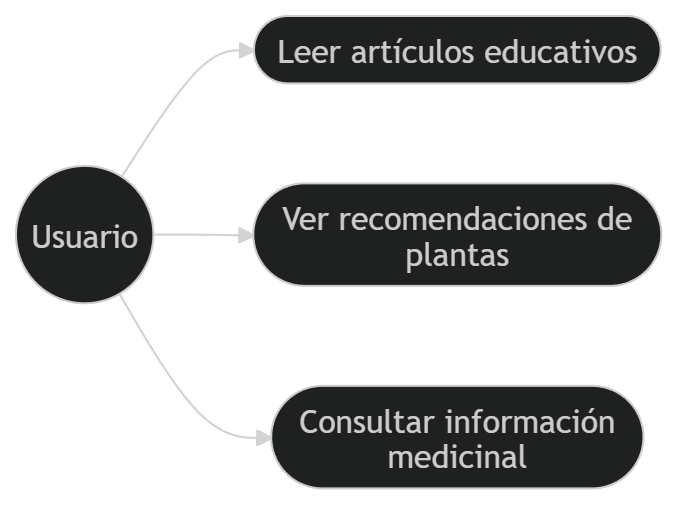 Leer artículos educativos
Usuario
Ver recomendaciones de
plantas
Consultar información
medicinal